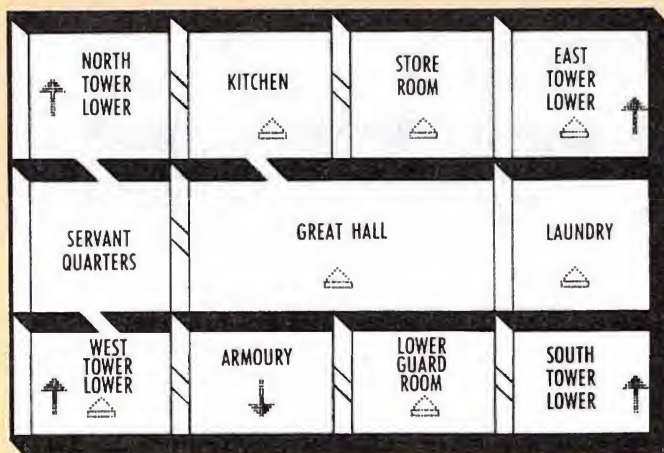 NORTH
TOWER
LOWER
KITCHEN
STORE
ROOM
EAST
TOWER
LOWER
SERVANT
QUARTERS
GREAT HALL
LAUNDRY
WEST
TOWER
LOWER
ARMOURY
LOWER
GUARD
ROOM
SOUTH
TOWER
LOWER